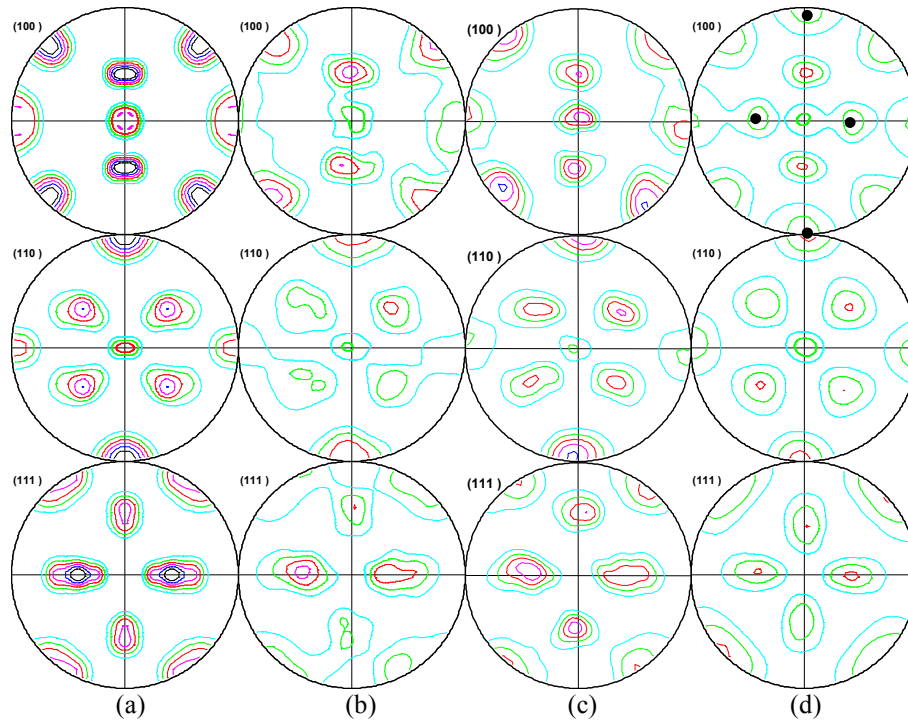 (100 ) (100 ) (100 ) (100 )
(110 ) (110 ) (110 ) (110 )
(111 ) (111 ) (111 ) (111 )
(a) (b) (c) (d)